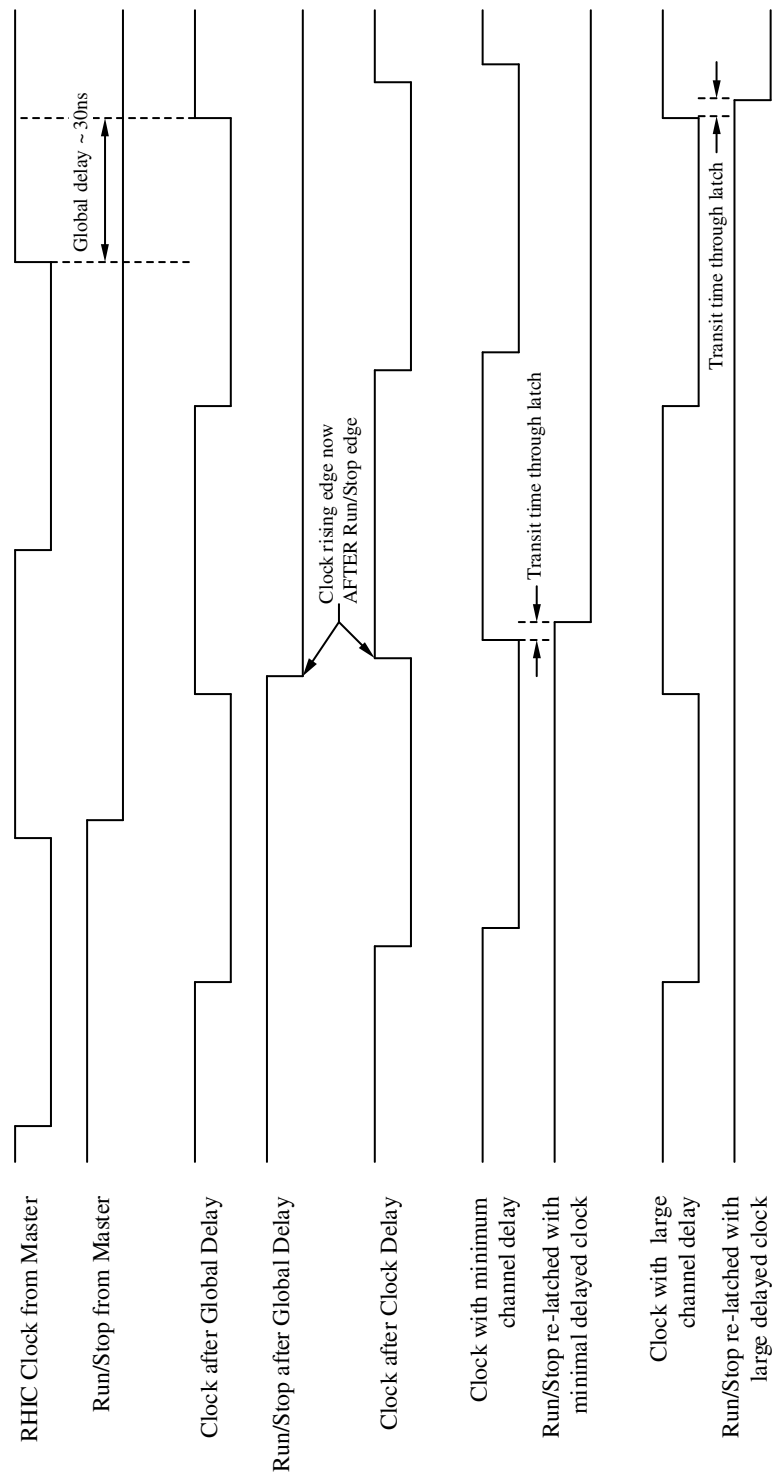 RHIC Clock from Master
Global delay ~ 30ns
Run/Stop from Master
Clock after Global Delay
Run/Stop after Global Delay
Clock rising edge now
AFTER Run/Stop edge
Clock after Clock Delay
Clock with minimum
channel delay
Transit time through latch
Run/Stop re-latched with
minimal delayed clock
Clock with large
channel delay
Transit time through latch
Run/Stop re-latched with
large delayed clock